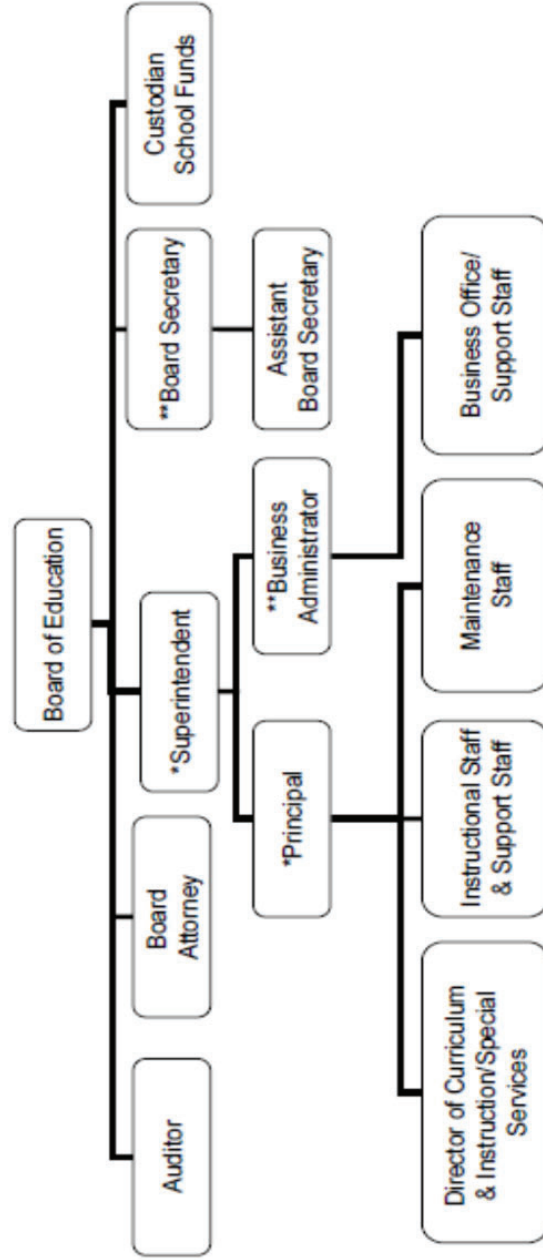 Board of Education
Auditor
Board
Attorney
*Superintendent
**Board Secretary
Custodian
School Funds
*Principal
**Business
Administrator
Assistant
Board Secretary
Director of Curriculum
& Instruction/Special
Services
Instructional Staff
& Support Staff
Maintenance
Staff
Business Office/
Support Staff